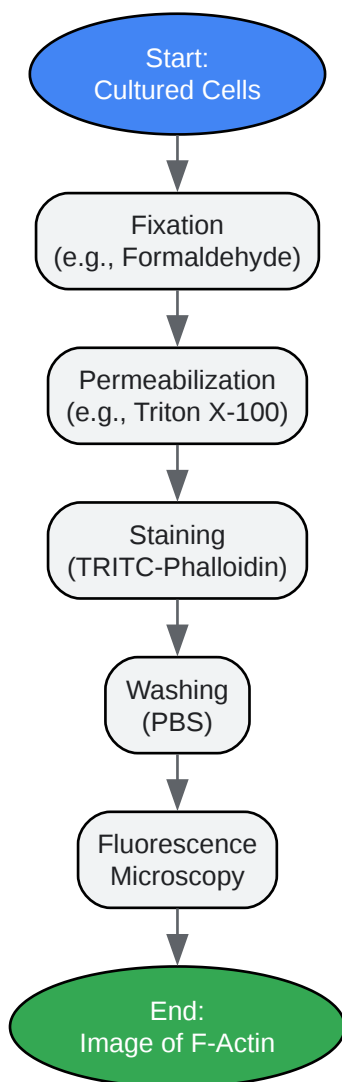 Start:
Cultured Cells
Fixation
(e.g., Formaldehyde)
Permeabilization
(e.g., Triton X-100)
Staining
(TRITC-Phalloidin)
Washing
(PBS)
Fluorescence
Microscopy
End:
Image of F-Actin